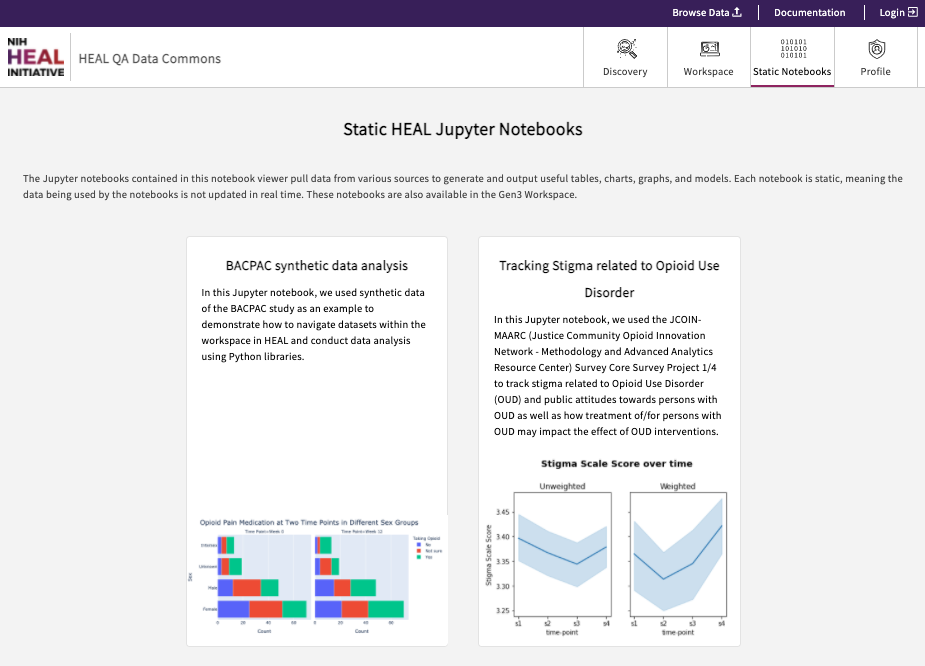 Browse Data
Documentation
Login
NIH
HEAL
INITIATIVE
HEAL QA Data Commons
010101
101010
010101
Discovery
Workspace
Static Notebooks
Profile
Static HEAL Jupyter Notebooks
The Jupyter notebooks contained in this notebook viewer pull data from various sources to generate and output useful tables, charts, graphs, and models. Each notebook is static, meaning the
data being used by the notebooks is not updated in real time. These notebooks are also available in the Gen3 Workspace.
BACPAC synthetic data analysis
In this Jupyter notebook, we used synthetic data
of the BACPAC study as an example to
demonstrate how to navigate datasets within the
workspace in HEAL and conduct data analysis
using Python libraries.
Opioid Pain Medication at Two Time Points in Different Sex Groups
Time Point=Week 0
Time Point=Week 12
Taking Opioid
No
Not sure
Yes
Sex
Intersex
Unknown
Male
Female
0
20
40
60
0
20
40
60
Count
Count
Tracking Stigma related to Opioid Use
Disorder
In this Jupyter notebook, we used the JCOIN-
MAARC (Justice Community Opioid Innovation
Network - Methodology and Advanced Analytics
Resource Center) Survey Core Survey Project 1/4
to track stigma related to Opioid Use Disorder
(OUD) and public attitudes towards persons with
OUD as well as how treatment of/for persons with
OUD may impact the effect of OUD interventions.
Stigma Scale Score over time
Unweighted
Weighted
Stigma Scale Score
3.45
3.40
3.35
3.30
3.25
s1
s2
s3
s4
s1
s2
s3
s4
time-point
time-point